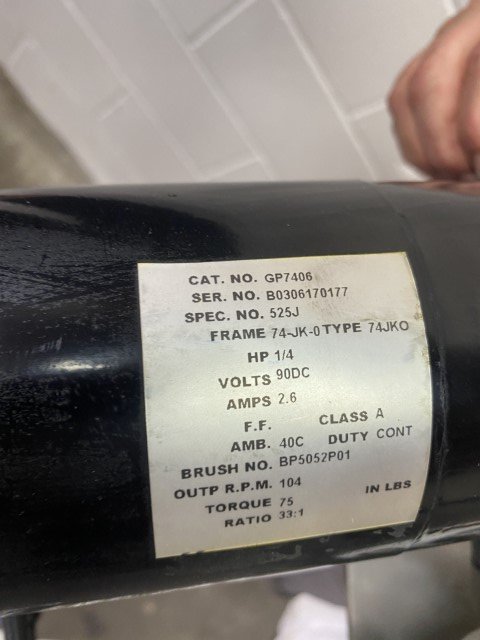 CAT. NO. GP7406
SER. NO. B0306170177
SPEC. NO. 525J
FRAME 74-JK-0 TYPE 74JKO
HP 1/4
VOLTS 90DC
AMPS 2.6
F.F. CLASS A
AMB. 40C DUTY CONT
BRUSH NO. BP5052P01
OUTP R.P.M. 104
TORQUE 75 IN LBS
RATIO 33:1